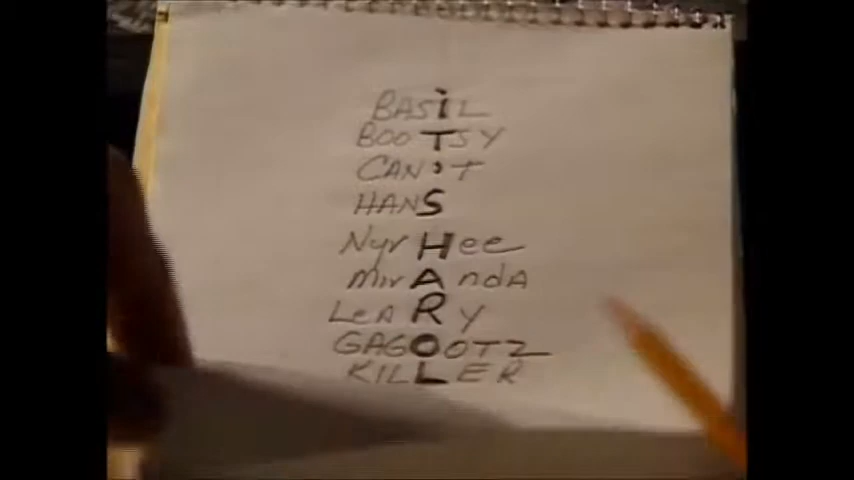 BASiL
BOOTSY
CAN'T
HANS
NyrHee
mirAndA
LeARy
GAGOOTZ
KILLER